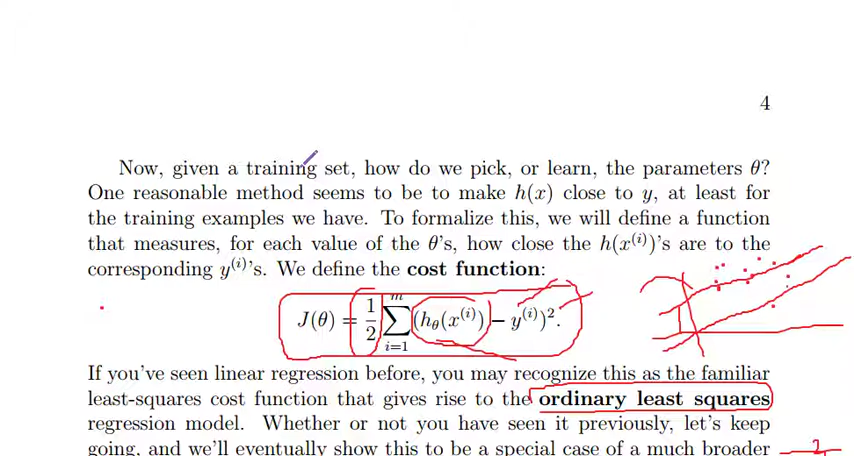 4
Now, given a training set, how do we pick, or learn, the parameters θ?
One reasonable method seems to be to make h(x) close to y, at least for
the training examples we have. To formalize this, we will define a function
that measures, for each value of the θ's, how close the h(x⁽ⁱ⁾)'s are to the
corresponding y⁽ⁱ⁾'s. We define the cost function:
J(θ) = 1/2 ∑ᵢ₌₁ᵐ (h_θ(x⁽ⁱ⁾) − y⁽ⁱ⁾)².
If you've seen linear regression before, you may recognize this as the familiar
least-squares cost function that gives rise to the ordinary least squares
regression model. Whether or not you have seen it previously, let's keep
going, and we'll eventually show this to be a special case of a much broader